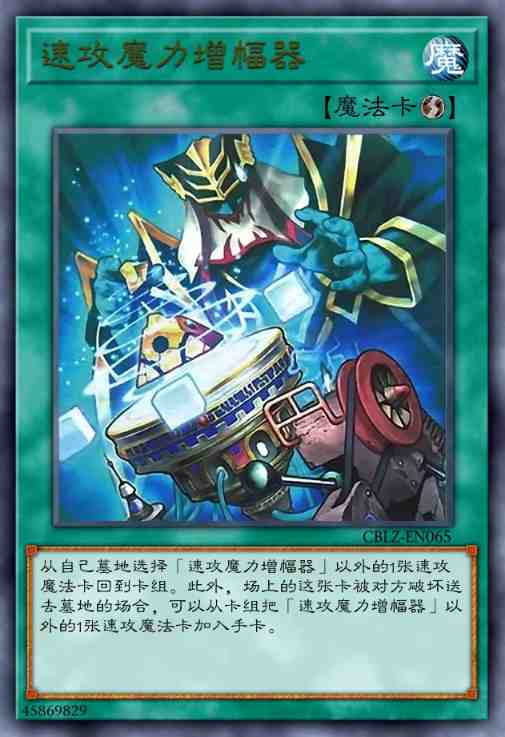 速攻魔力增幅器
魔
【魔法卡】
CBLZ-EN065
从自己墓地选择「速攻魔力增幅器」以外的1张速攻
魔法卡回到卡组。此外，场上的这张卡被对方破坏送
去墓地的场合，可以从卡组把「速攻魔力增幅器」以
外的1张速攻魔法卡加入手卡。
45869829